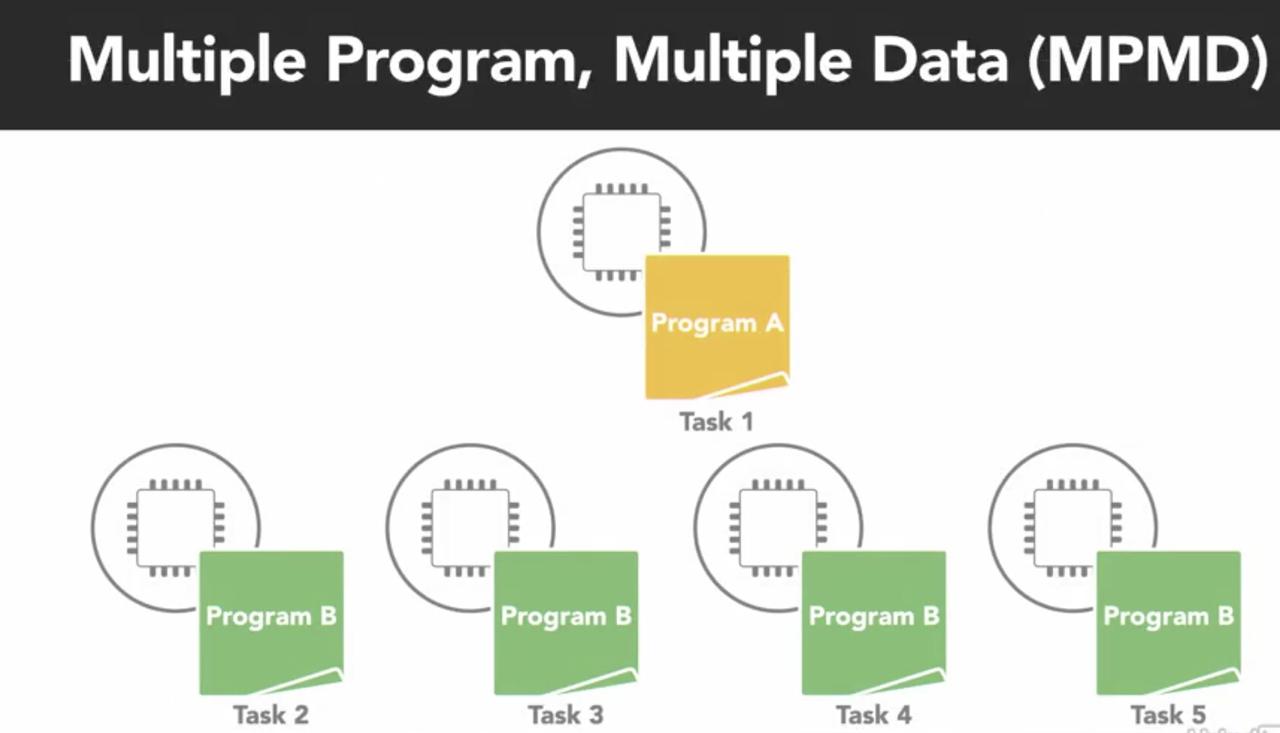 Multiple Program, Multiple Data (MPMD)
Program A
Task 1
Program B
Program B
Program B
Program B
Task 2
Task 3
Task 4
Task 5